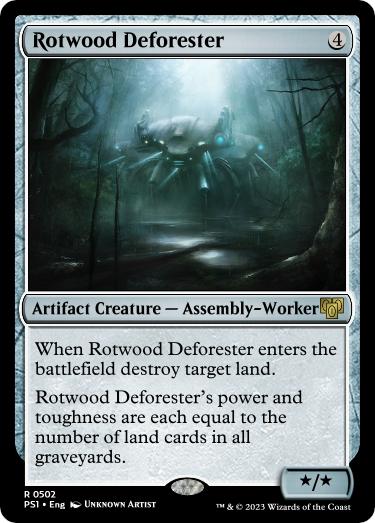 Rotwood Deforester 4
Artifact Creature — Assembly-Worker
When Rotwood Deforester enters the
battlefield destroy target land.
Rotwood Deforester's power and
toughness are each equal to the
number of land cards in all
graveyards.
★/★
R 0502
PS1 • Eng Unknown Artist
™ & © 2023 Wizards of the Coast